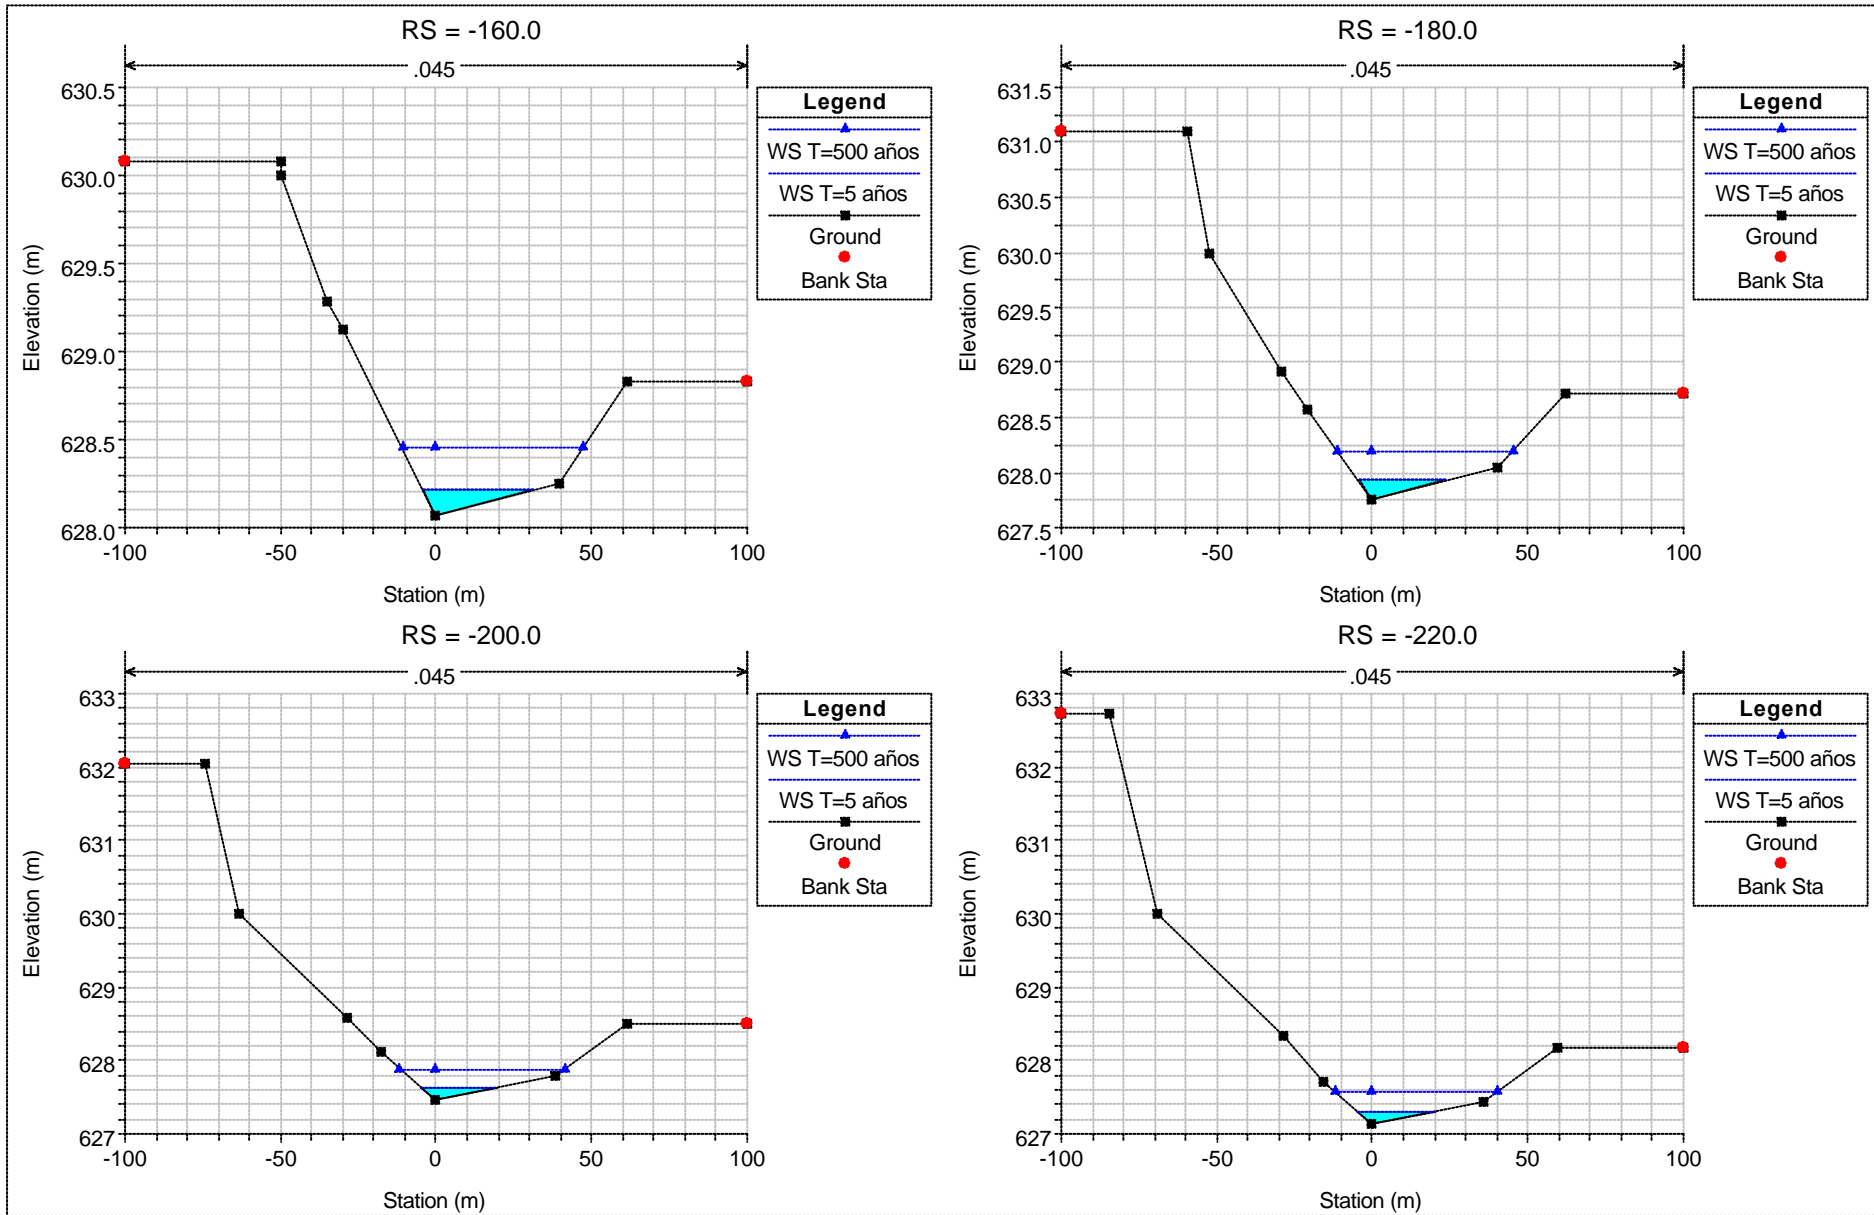 RS = -160.0
.045
630.5
630.0
629.5
629.0
628.5
628.0
-100
-50
0
50
100
Station (m)
Elevation (m)
Legend
WS T=500 años
WS T=5 años
Ground
Bank Sta
RS = -180.0
.045
631.5
631.0
630.5
630.0
629.5
629.0
628.5
628.0
627.5
-100
-50
0
50
100
Station (m)
Elevation (m)
Legend
WS T=500 años
WS T=5 años
Ground
Bank Sta
RS = -200.0
.045
633
632
631
630
629
628
627
-100
-50
0
50
100
Station (m)
Elevation (m)
Legend
WS T=500 años
WS T=5 años
Ground
Bank Sta
RS = -220.0
.045
633
632
631
630
629
628
627
-100
-50
0
50
100
Station (m)
Elevation (m)
Legend
WS T=500 años
WS T=5 años
Ground
Bank Sta